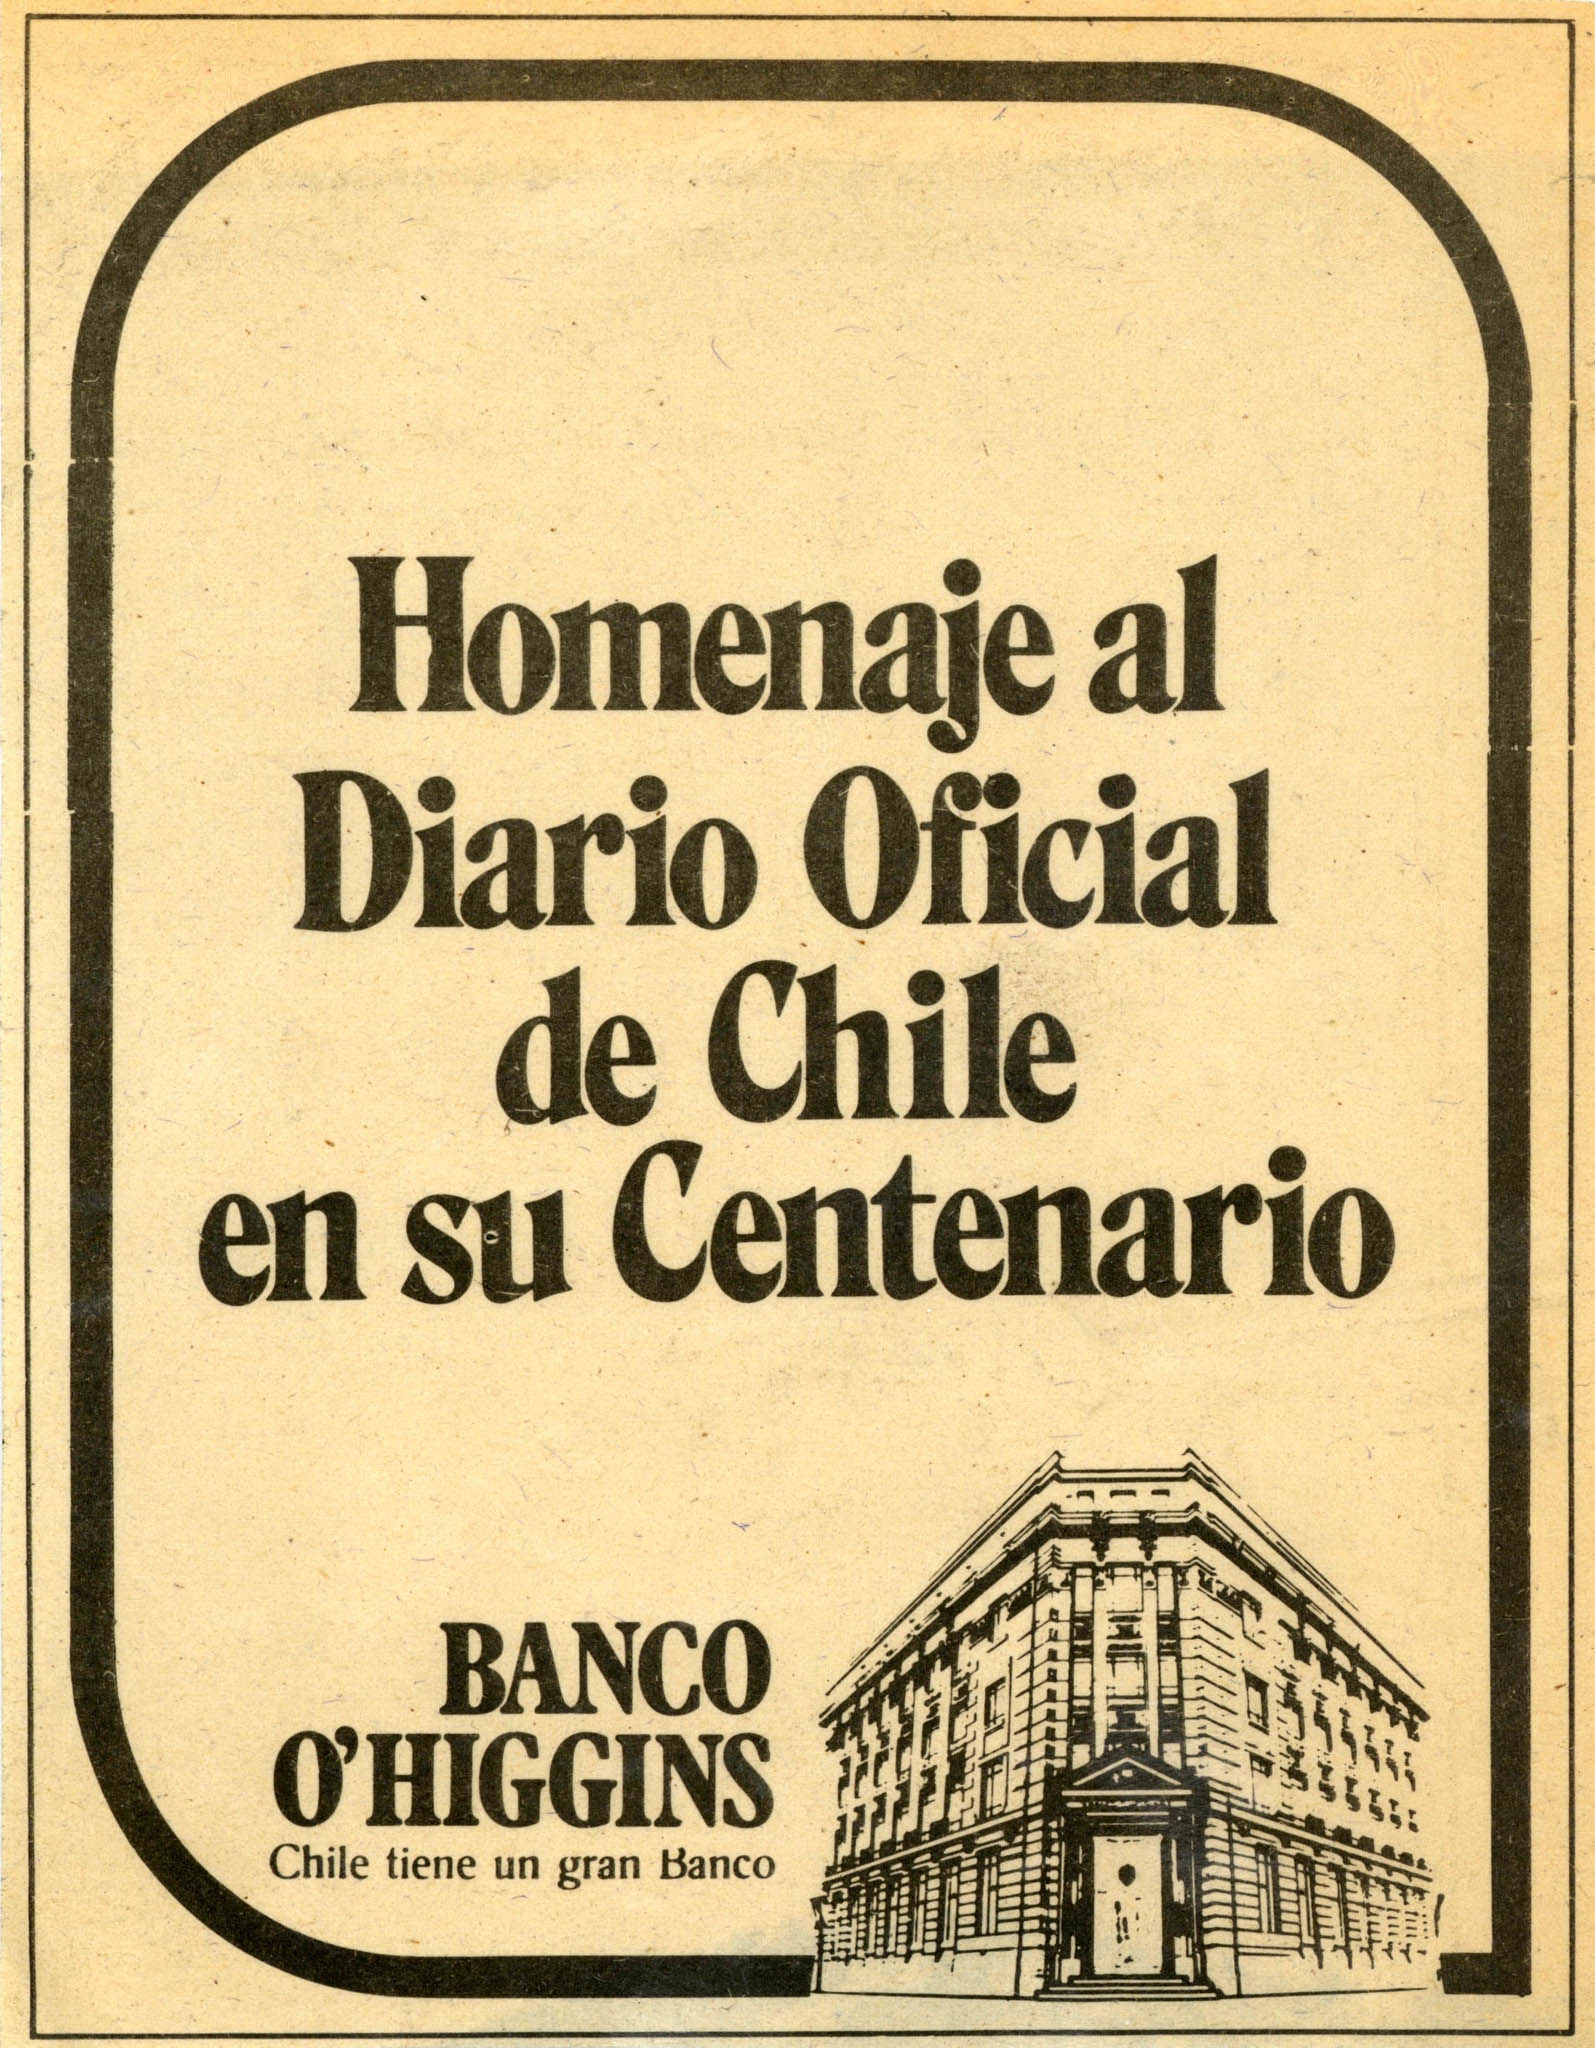 Homenaje al
Diario Oficial
de Chile
en su Centenario
BANCO
O'HIGGINS
Chile tiene un gran Banco